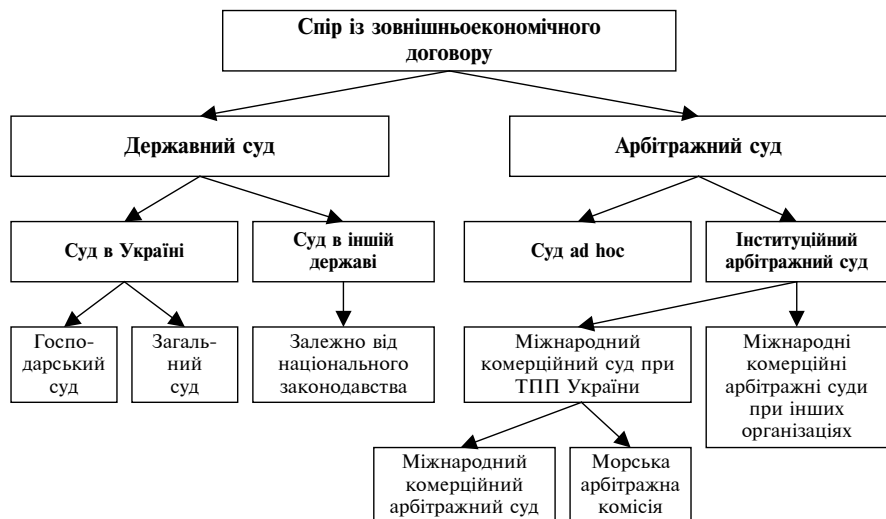 Спір із зовнішньоекономічного
договору
Державний суд
Арбітражний суд
Суд в Україні
Суд в іншій
державі
Суд ad hoc
Інституційний
арбітражний суд
Госпо-
дарський
суд
Загаль-
ний
суд
Залежно від
національного
законодавства
Міжнародний
комерційний суд при
ТПП України
Міжнародні
комерційні
арбітражні суди
при інших
організаціях
Міжнародний
комерційний
арбітражний суд
Морська
арбітражна
комісія